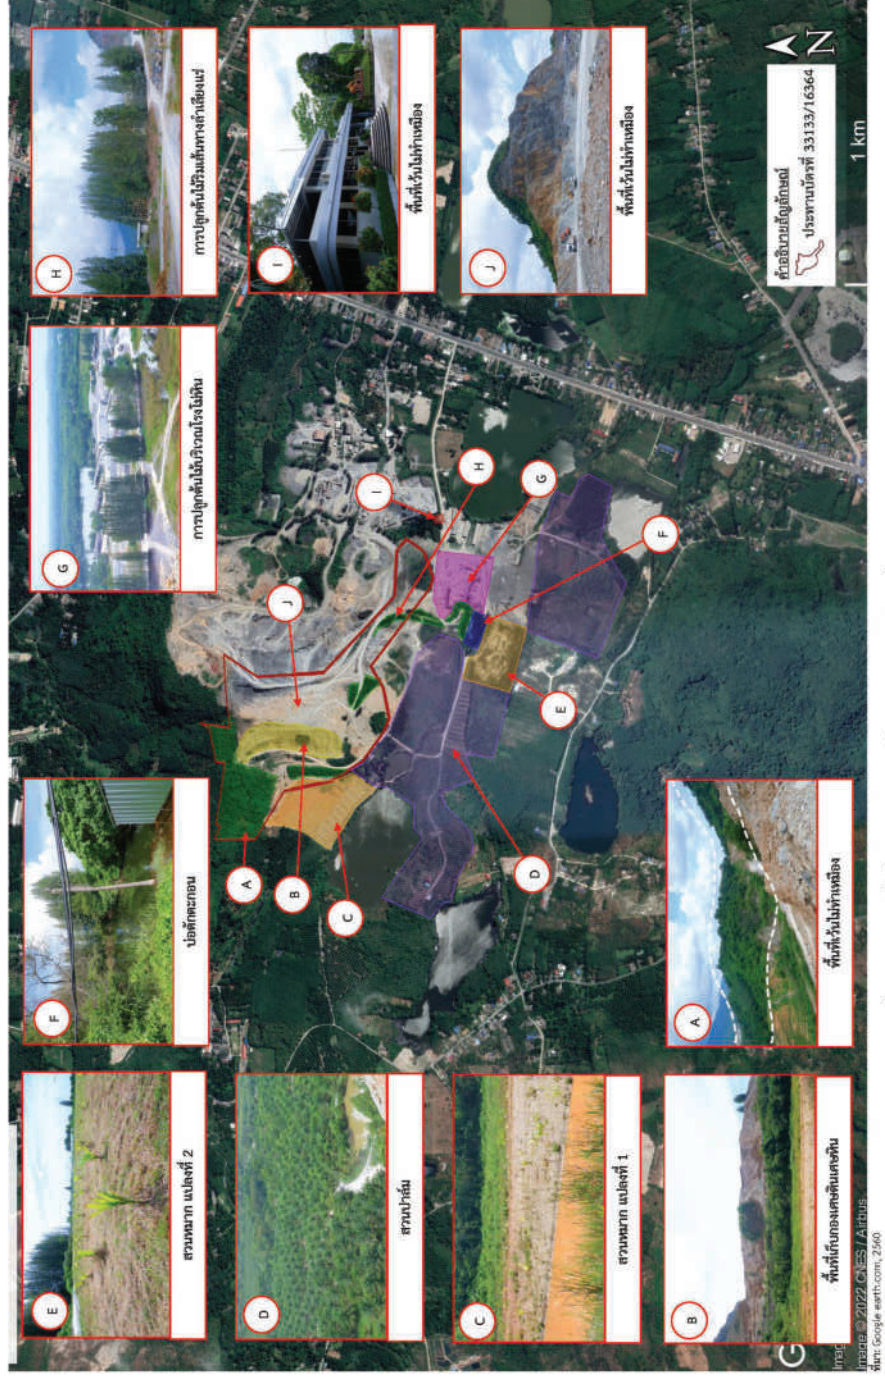 E
สวนหมาก แปลงที่ 2
F
บ่อดักตะกอน
G
การปลูกต้นไม้บริเวณโรงโม่หิน
H
การปลูกต้นไม้ริมเส้นทางลำเลียงแร่
D
สวนปาล์ม
I
พื้นที่เว้นไม่ทำเหมือง
C
สวนหมาก แปลงที่ 1
J
พื้นที่เว้นไม่ทำเหมือง
B
พื้นที่เก็บกองเศษดินเศษหิน
A
พื้นที่เว้นไม่ทำเหมือง
A
B
C
D
E
F
G
H
I
J
N
คำอธิบายสัญลักษณ์
ประทานบัตรที่ 33133/16364
1 km
G
Imag
Image © 2022 CNES / Airbus
ที่มา: Google earth.com, 2560